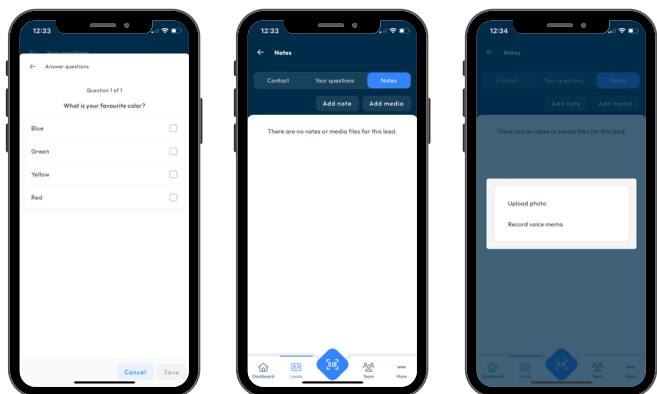 12:33
Your questions
Answer questions
Question 1 of 1
What is your favourite color?
Blue
Green
Yellow
Red
Cancel Save
12:33
Notes
Contact Your questions Notes
Add note Add media
There are no notes or media files for this lead.
Dashboard Leads Team More
12:34
Notes
Contact Your questions Notes
Add note Add media
There are no notes or media files for this lead.
Upload photo
Record voice memo
Dashboard Leads Team More